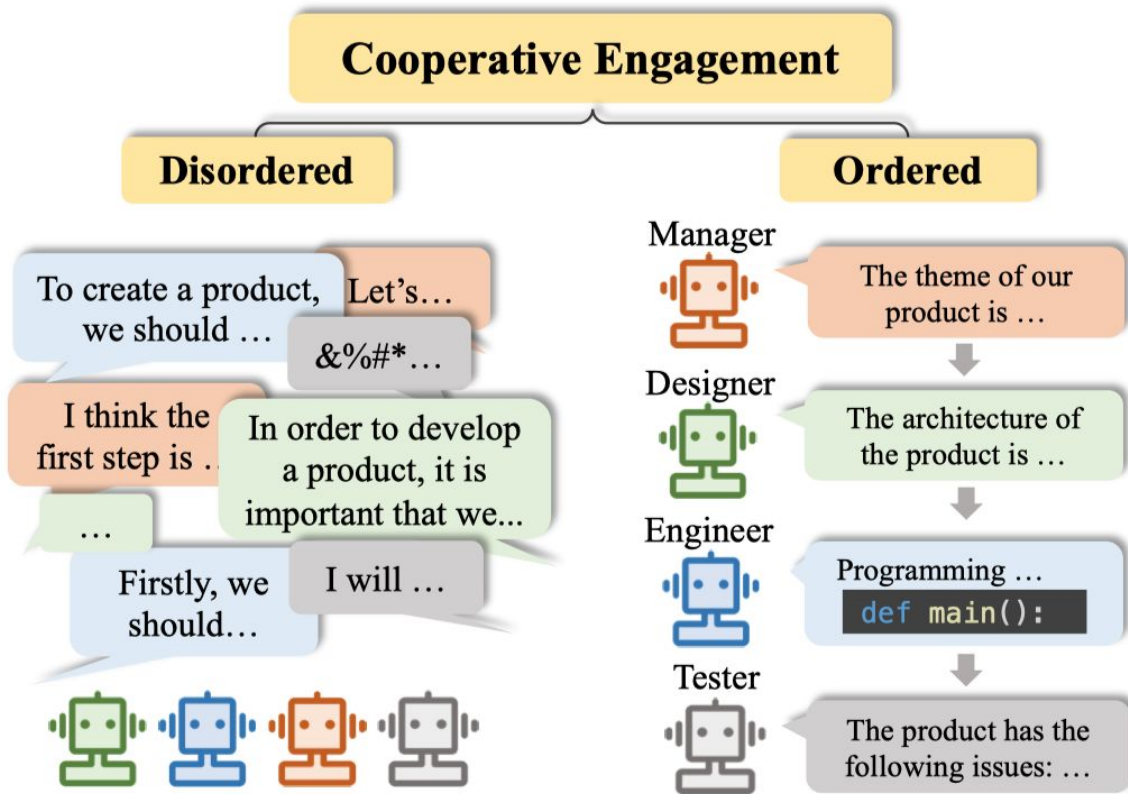 Cooperative Engagement
Disordered
Ordered
To create a product,
we should …
Let's…
&%#*…
I think the
first step is …
In order to develop
a product, it is
important that we...
…
Firstly, we
should…
I will …
Manager
The theme of our
product is …
Designer
The architecture of
the product is …
Engineer
Programming …
def main():
Tester
The product has the
following issues: …